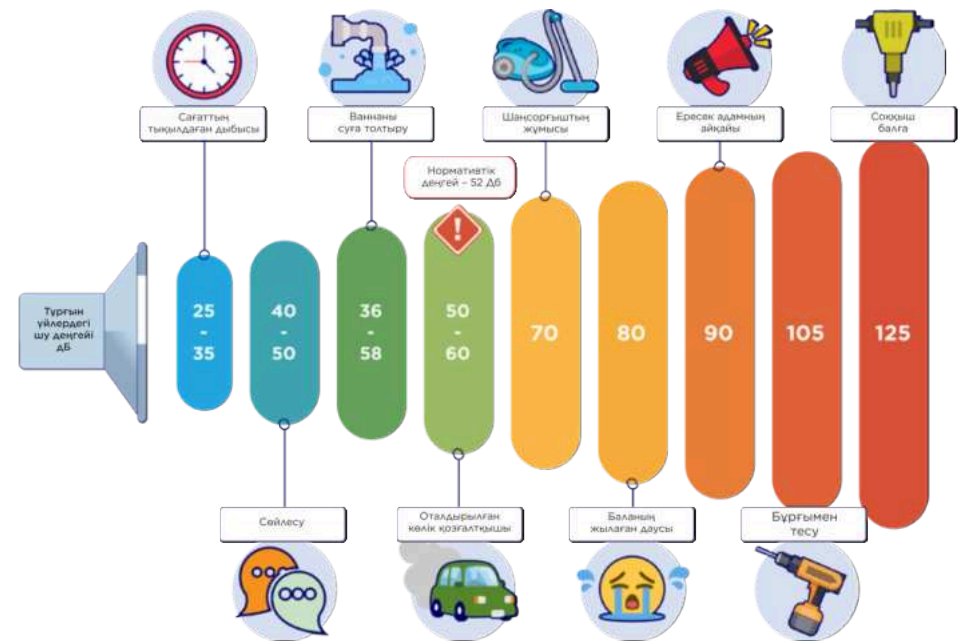 Сағаттың
тықылдаған дыбысы
Ваннаны
суға толтыру
Шаңсорғыштың
жұмысы
Ересек адамның
айқайы
Соққыш
балға
Нормативтік
деңгей – 52 Дб
Тұрғын
үйлердегі
шу деңгейі
дБ
25
-
35
40
-
50
36
-
58
50
-
60
70
80
90
105
125
!
Сөйлесу
Оталдырылған
көлік қозғалтқышы
Баланың
жылаған даусы
Бұрғымен
тесу